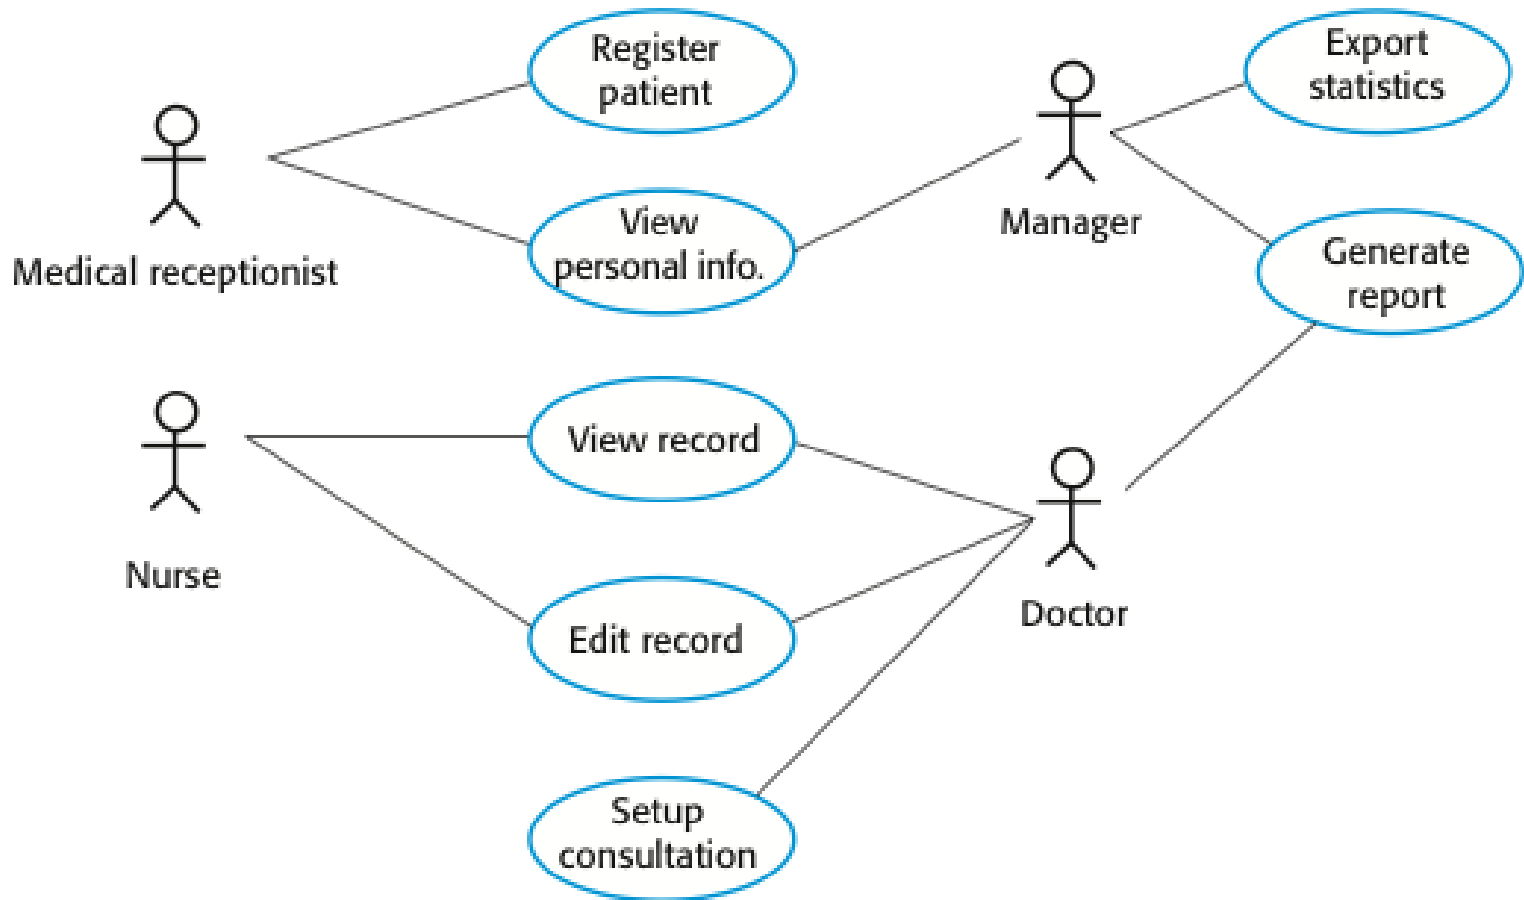 Register
patient
Export
statistics
Medical receptionist
View
personal info.
Manager
Generate
report
Nurse
View record
Doctor
Edit record
Setup
consultation